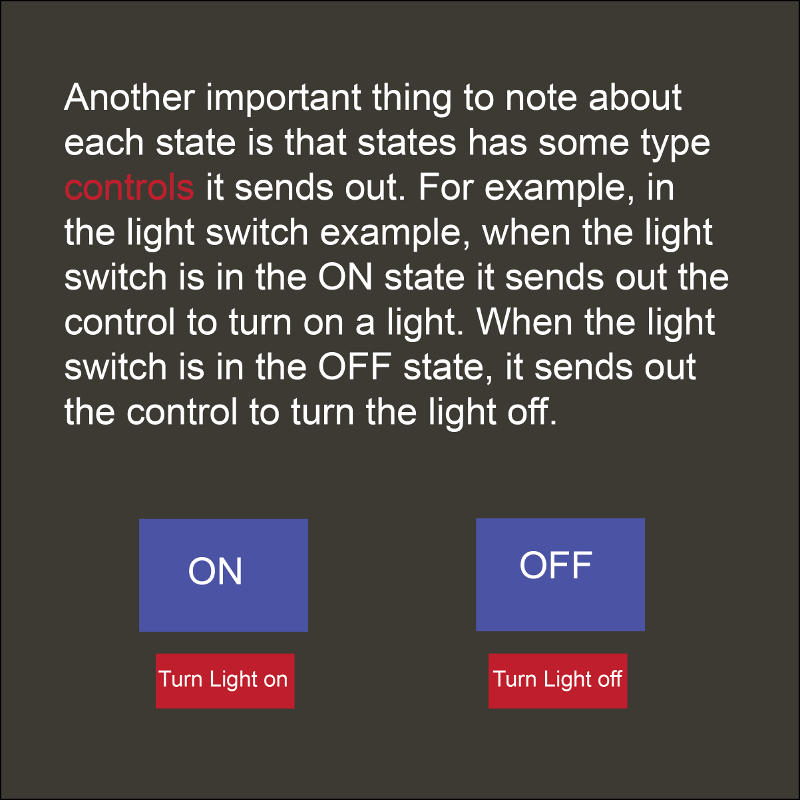 Another important thing to note about
each state is that states has some type
controls it sends out. For example, in
the light switch example, when the light
switch is in the ON state it sends out the
control to turn on a light. When the light
switch is in the OFF state, it sends out
the control to turn the light off.
ON
OFF
Turn Light on
Turn Light off